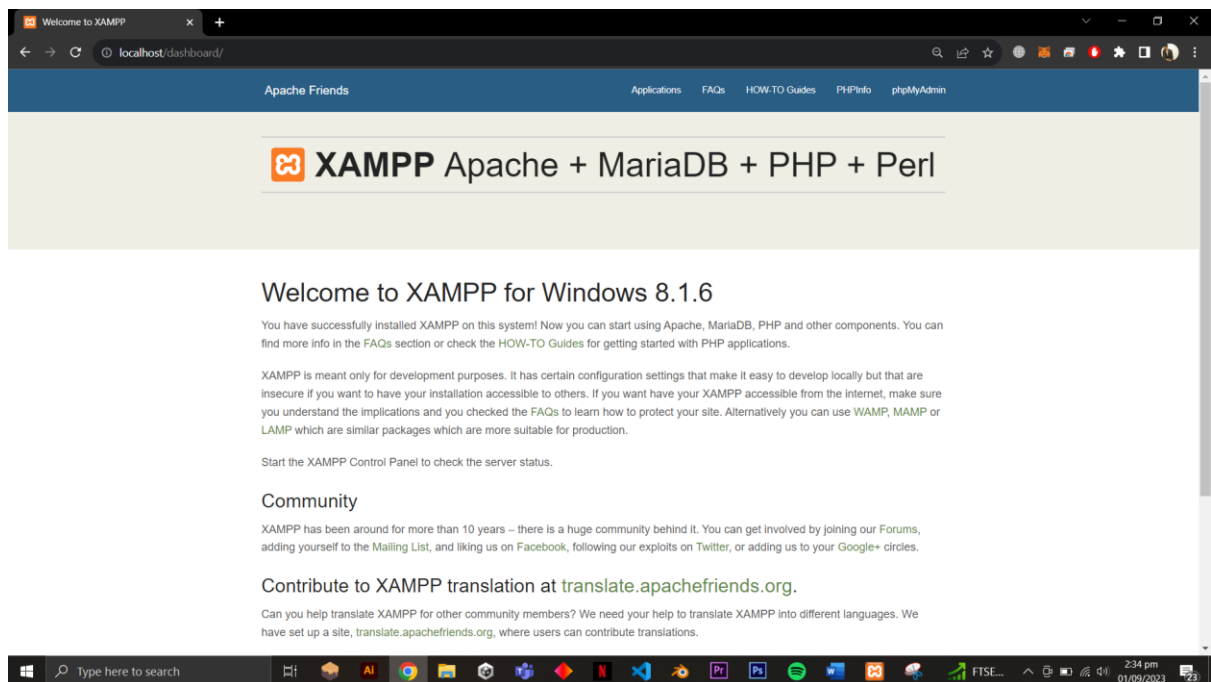 Welcome to XAMPP
localhost/dashboard/
Apache Friends
Applications
FAQs
HOW-TO Guides
PHPInfo
phpMyAdmin
XAMPP Apache + MariaDB + PHP + Perl
Welcome to XAMPP for Windows 8.1.6
You have successfully installed XAMPP on this system! Now you can start using Apache, MariaDB, PHP and other components. You can
find more info in the FAQs section or check the HOW-TO Guides for getting started with PHP applications.
XAMPP is meant only for development purposes. It has certain configuration settings that make it easy to develop locally but that are
insecure if you want to have your installation accessible to others. If you want have your XAMPP accessible from the internet, make sure
you understand the implications and you checked the FAQs to learn how to protect your site. Alternatively you can use WAMP, MAMP or
LAMP which are similar packages which are more suitable for production.
Start the XAMPP Control Panel to check the server status.
Community
XAMPP has been around for more than 10 years – there is a huge community behind it. You can get involved by joining our Forums,
adding yourself to the Mailing List, and liking us on Facebook, following our exploits on Twitter, or adding us to your Google+ circles.
Contribute to XAMPP translation at translate.apachefriends.org.
Can you help translate XAMPP for other community members? We need your help to translate XAMPP into different languages. We
have set up a site, translate.apachefriends.org, where users can contribute translations.
Type here to search
Ai
N
Pr
Ps
W
FTSE...
2:34 pm
01/09/2023
23